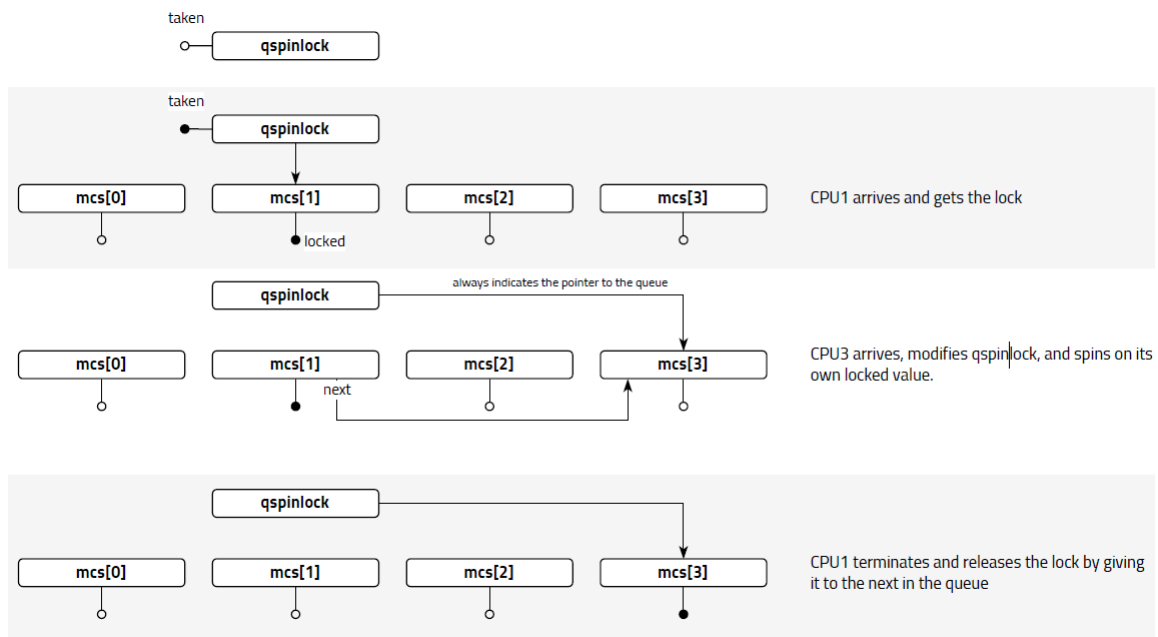 taken
qspinlock
taken
qspinlock
mcs[0]
mcs[1]
mcs[2]
mcs[3]
CPU1 arrives and gets the lock
locked
qspinlock
always indicates the pointer to the queue
mcs[0]
mcs[1]
mcs[2]
mcs[3]
CPU3 arrives, modifies qspinlock, and spins on its
own locked value.
next
qspinlock
mcs[0]
mcs[1]
mcs[2]
mcs[3]
CPU1 terminates and releases the lock by giving
it to the next in the queue